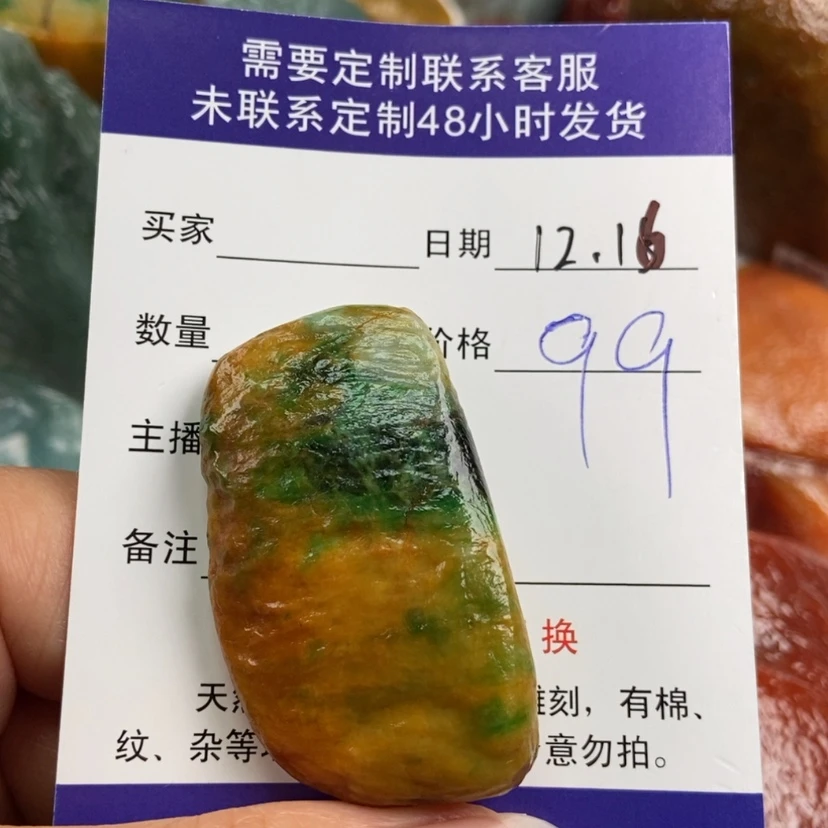 需要定制联系客服
未联系定制48小时发货
买家 日期 12.16
数量 价格 99
主播
备注
换
天 雕刻，有棉、
纹、杂等 意勿拍。